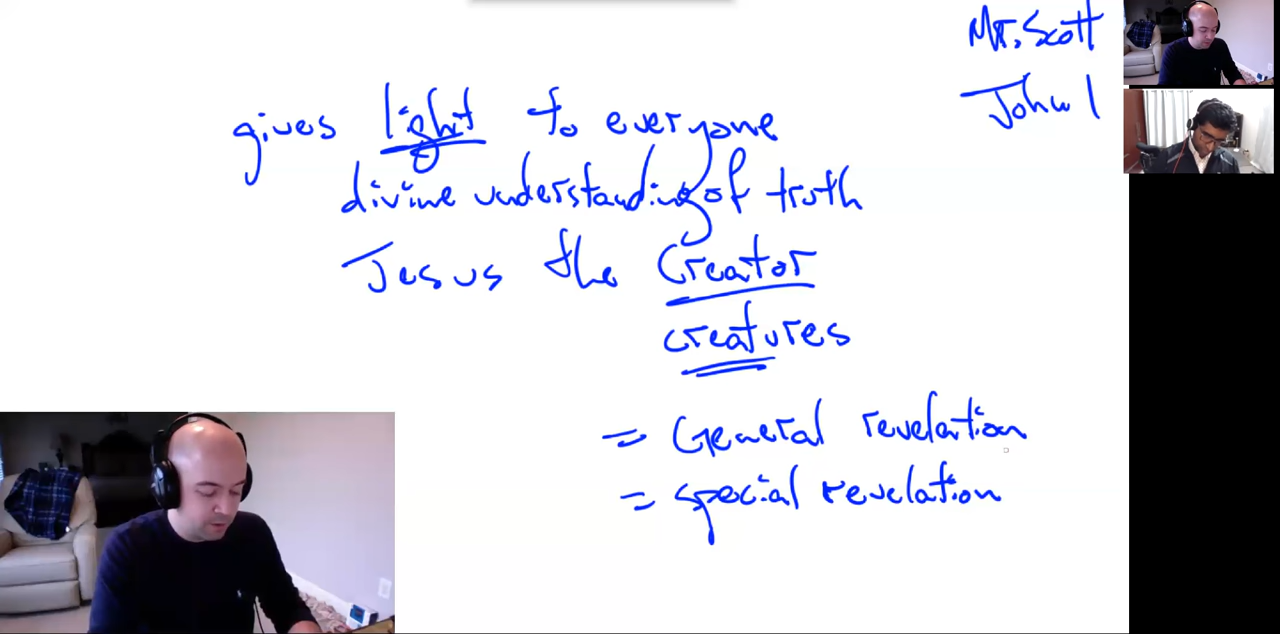 Mr. Scott
John 1
gives light to everyone
divine understanding of truth
Jesus the Creator
creatures
= General revelation
= special revelation